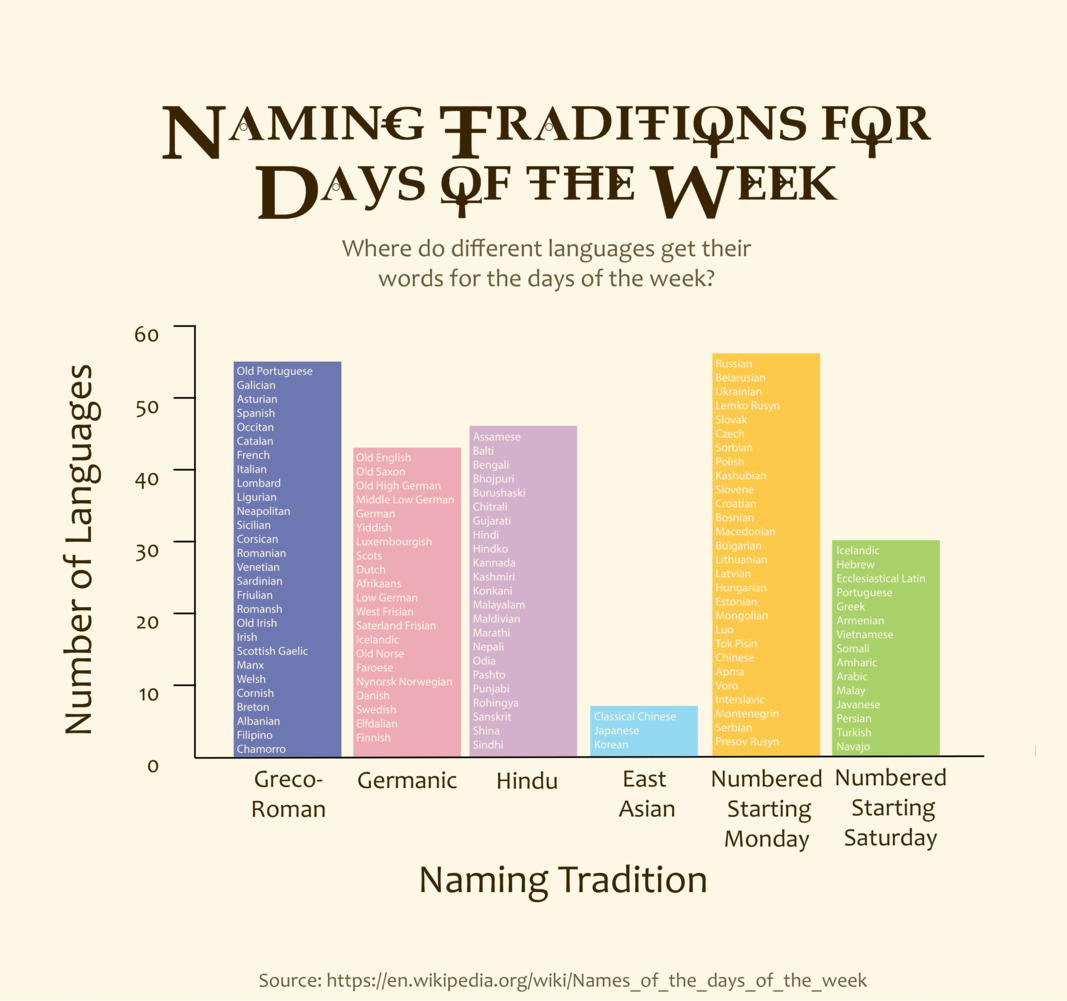 Naming Traditions for
Days of the Week
Where do different languages get their
words for the days of the week?
Number of Languages
60
50
40
30
20
10
0
Old Portuguese
Galician
Asturian
Spanish
Occitan
Catalan
French
Italian
Lombard
Ligurian
Neapolitan
Sicilian
Corsican
Romanian
Venetian
Sardinian
Friulian
Romansh
Old Irish
Irish
Scottish Gaelic
Manx
Welsh
Cornish
Breton
Albanian
Filipino
Chamorro
Old English
Old Saxon
Old High German
Middle Low German
German
Yiddish
Luxembourgish
Scots
Dutch
Afrikaans
Low German
West Frisian
Saterland Frisian
Icelandic
Old Norse
Faroese
Nynorsk Norwegian
Danish
Swedish
Elfdalian
Finnish
Assamese
Balti
Bengali
Bhojpuri
Burushaski
Chitrali
Gujarati
Hindi
Hindko
Kannada
Kashmiri
Konkani
Malayalam
Maldivian
Marathi
Nepali
Odia
Pashto
Punjabi
Rohingya
Sanskrit
Shina
Sindhi
Classical Chinese
Japanese
Korean
Russian
Belarusian
Ukrainian
Lemko Rusyn
Slovak
Czech
Sorbian
Polish
Kashubian
Slovene
Croatian
Bosnian
Macedonian
Bulgarian
Lithuanian
Latvian
Hungarian
Estonian
Mongolian
Luo
Tok Pisin
Chinese
Apma
Voro
Interslavic
Montenegrin
Serbian
Presov Rusyn
Icelandic
Hebrew
Ecclesiastical Latin
Portuguese
Greek
Armenian
Vietnamese
Somali
Amharic
Arabic
Malay
Javanese
Persian
Turkish
Navajo
Greco-
Roman
Germanic
Hindu
East
Asian
Numbered
Starting
Monday
Numbered
Starting
Saturday
Naming Tradition
Source: https://en.wikipedia.org/wiki/Names_of_the_days_of_the_week